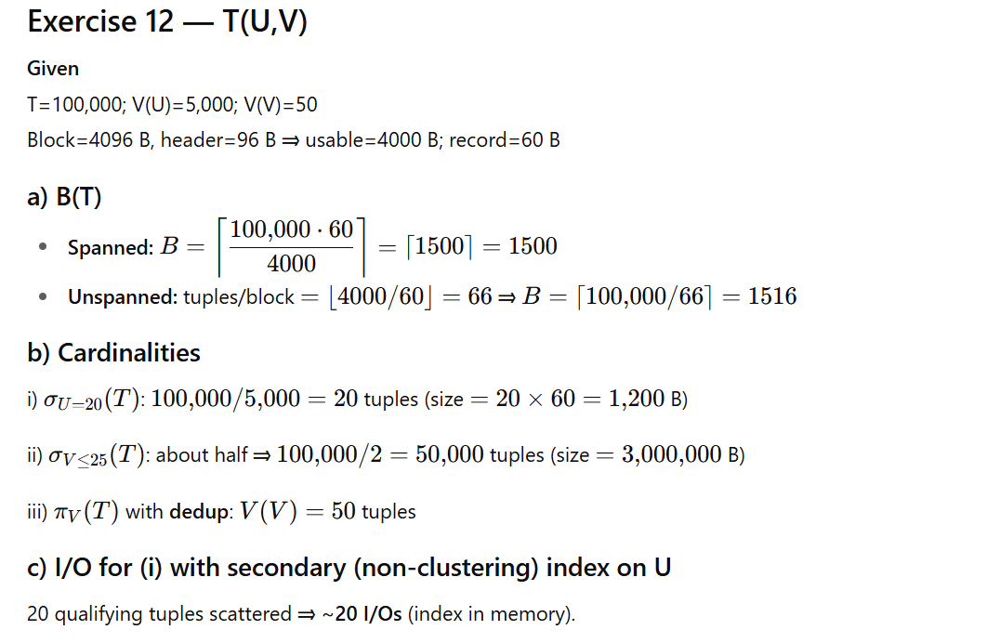 Exercise 12 — T(U,V)
Given
T=100,000; V(U)=5,000; V(V)=50
Block=4096 B, header=96 B ⇒ usable=4000 B; record=60 B
a) B(T)
• Spanned: B = ⌈100,000 · 60 / 4000⌉ = ⌈1500⌉ = 1500
• Unspanned: tuples/block = ⌊4000/60⌋ = 66 ⇒ B = ⌈100,000/66⌉ = 1516
b) Cardinalities
i) σ_{U=20}(T): 100,000/5,000 = 20 tuples (size = 20 × 60 = 1,200 B)
ii) σ_{V≤25}(T): about half ⇒ 100,000/2 = 50,000 tuples (size = 3,000,000 B)
iii) π_V(T) with dedup: V(V) = 50 tuples
c) I/O for (i) with secondary (non-clustering) index on U
20 qualifying tuples scattered ⇒ ~20 I/Os (index in memory).